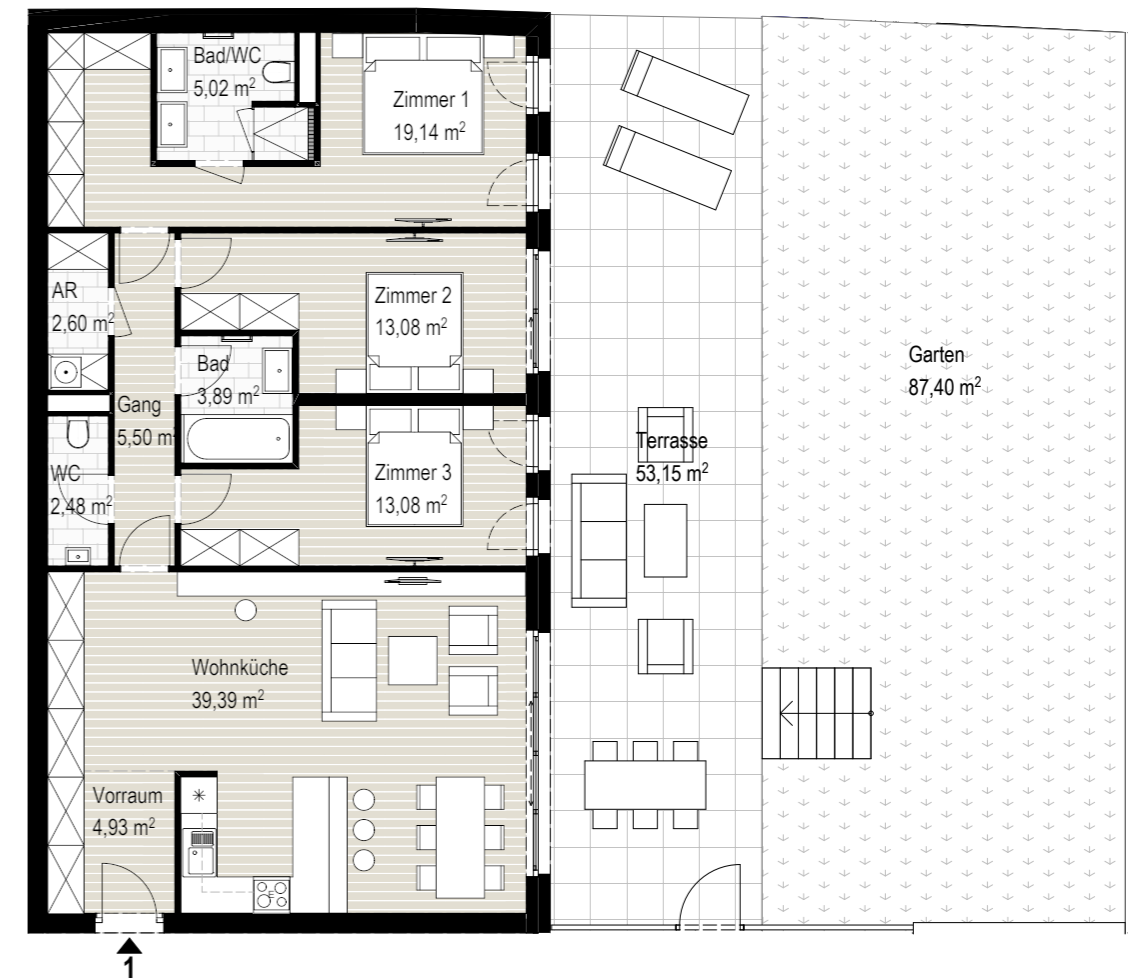 Bad/WC
5,02 m²
Zimmer 1
19,14 m²
AR
2,60 m²
Zimmer 2
13,08 m²
Bad
3,89 m²
Gang
5,50 m²
WC
2,48 m²
Zimmer 3
13,08 m²
Terrasse
53,15 m²
Garten
87,40 m²
Wohnküche
39,39 m²
Vorraum
4,93 m²
E
1